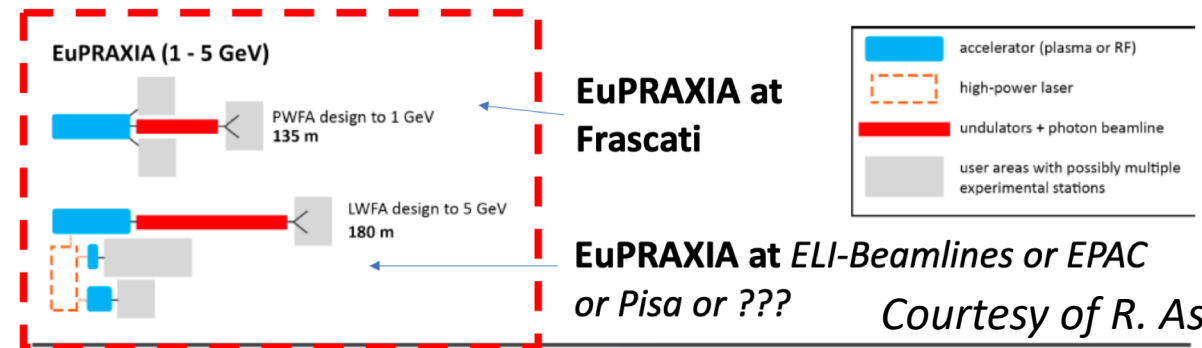 EuPRAXIA (1 - 5 GeV)
PWFA design to 1 GeV
135 m
LWFA design to 5 GeV
180 m
EuPRAXIA at
Frascati
EuPRAXIA at ELI-Beamlines or EPAC
or Pisa or ???
accelerator (plasma or RF)
high-power laser
undulators + photon beamline
user areas with possibly multiple
experimental stations
Courtesy of R. As